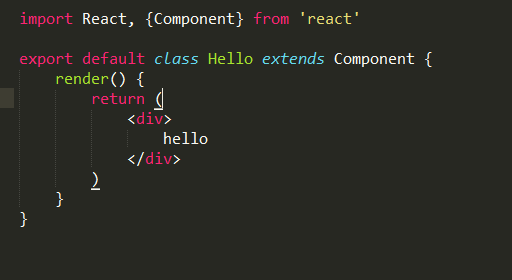 import React, {Component} from 'react'
export default class Hello extends Component {
    render() {
        return (
            <div>
                hello
            </div>
        )
    }
}